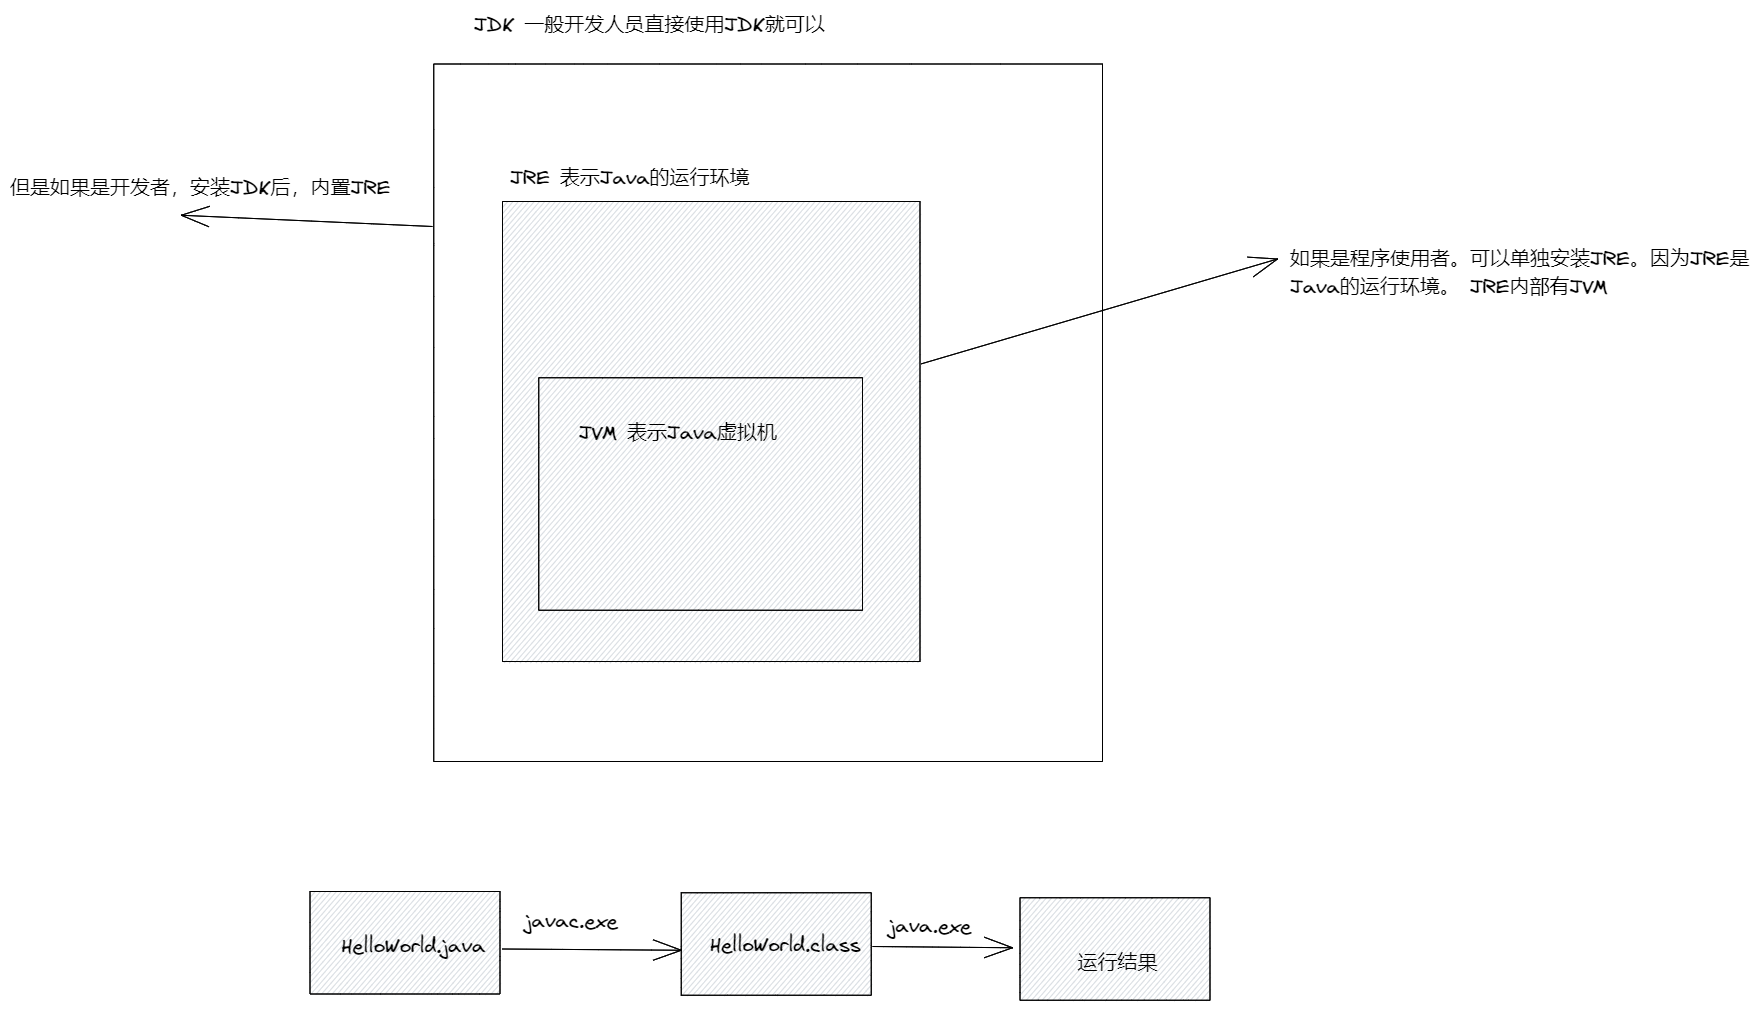 JDK 一般开发人员直接使用JDK就可以
JRE 表示Java的运行环境
但是如果是开发者，安装JDK后，内置JRE
如果是程序使用者。可以单独安装JRE。因为JRE是
Java的运行环境。 JRE内部有JVM
JVM 表示Java虚拟机
HelloWorld.java
javac.exe
HelloWorld.class
java.exe
运行结果